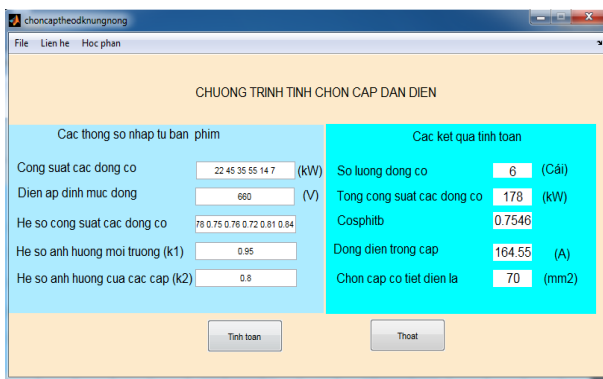 choncaptheodknungnong
File Lien he Hoc phan
CHUONG TRINH TINH CHON CAP DAN DIEN
Cac thong so nhap tu ban phim
Cong suat cac dong co 22 45 35 55 14 7 (kW)
Dien ap dinh muc dong 660 (V)
He so cong suat cac dong co 78 0.75 0.76 0.72 0.81 0.84
He so anh huong moi truong (k1) 0.95
He so anh huong cua cac cap (k2) 0.8
Cac ket qua tinh toan
So luong dong co 6 (Cái)
Tong cong suat cac dong co 178 (kW)
Cosphitb 0.7546
Dong dien trong cap 164.55 (A)
Chon cap co tiet dien la 70 (mm2)
Tinh toan
Thoat